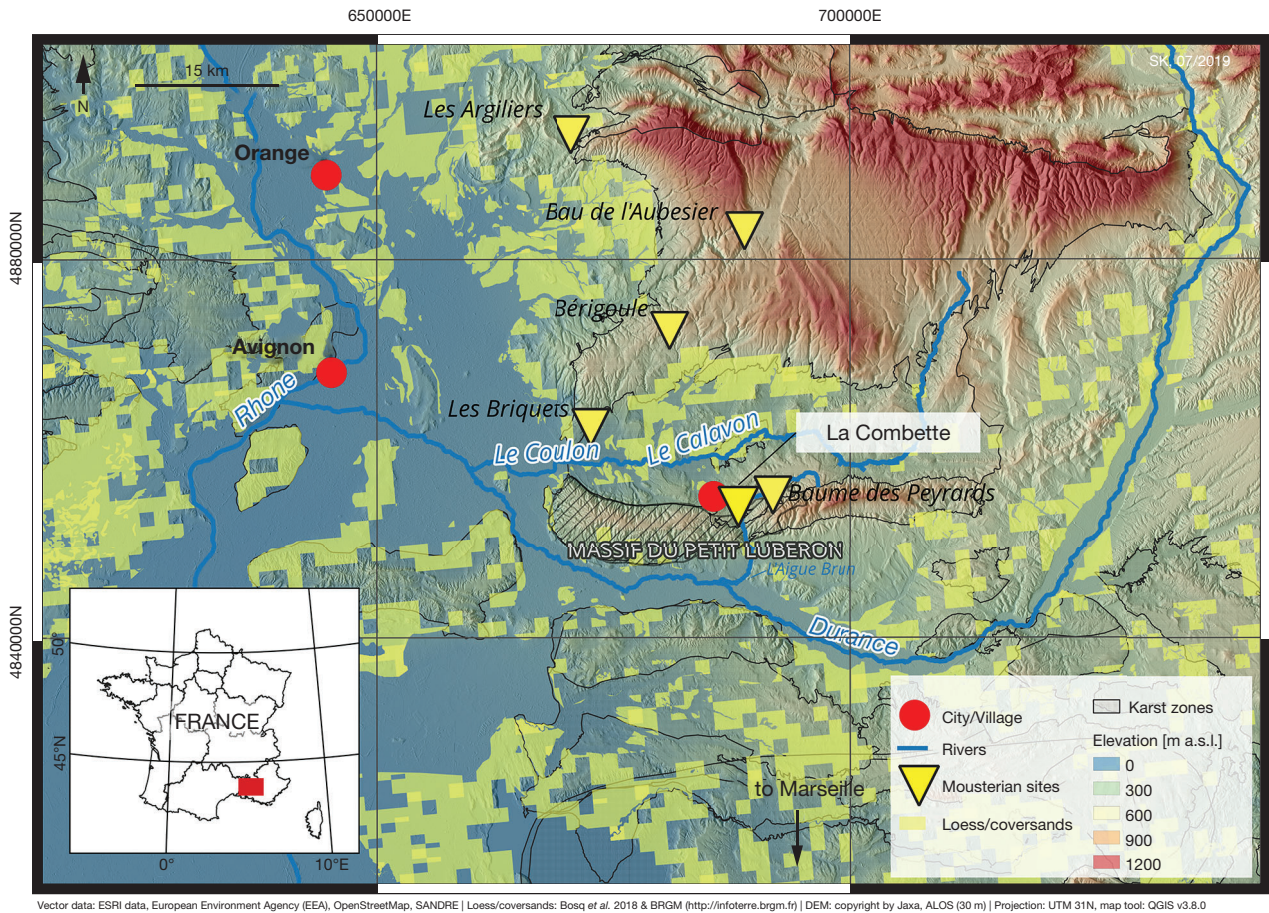 650000E
700000E
SK, 07/2019
15 km
N
Les Argiliers
Orange
Bau de l'Aubesier
4880000N
Bérigoule
Avignon
Rhone
Les Briquets
Le Coulon
Le Calavon
La Combette
Baume des Peyrards
MASSIF DU PETIT LUBERON
L'Aigue Brun
Durance
4840000N
50°
FRANCE
45°N
0°
10°E
to Marseille
City/Village
Rivers
Mousterian sites
Loess/coversands
Karst zones
Elevation [m a.s.l.]
0
300
600
900
1200
Vector data: ESRI data, European Environment Agency (EEA), OpenStreetMap, SANDRE | Loess/coversands: Bosq et al. 2018 & BRGM (http://infoterre.brgm.fr) | DEM: copyright by Jaxa, ALOS (30 m) | Projection: UTM 31N, map tool: QGIS v3.8.0